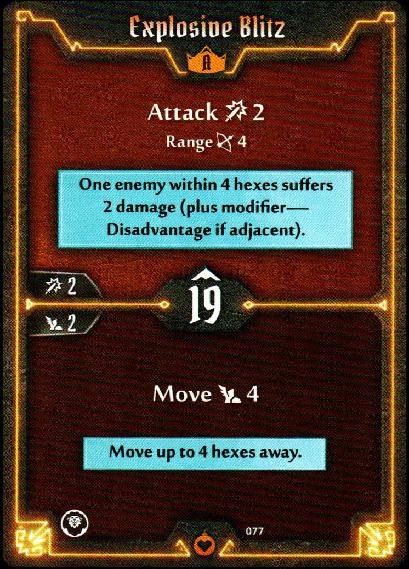 Explosive Blitz
A
Attack 2
Range 4
One enemy within 4 hexes suffers
2 damage (plus modifier—
Disadvantage if adjacent).
2
19
2
Move 4
Move up to 4 hexes away.
077